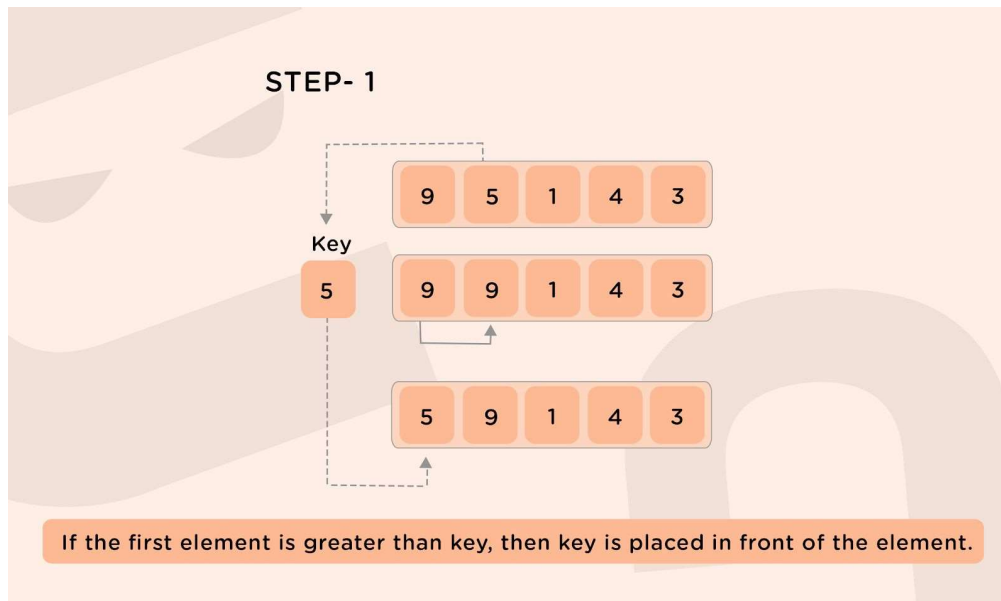 STEP- 1
9 5 1 4 3
Key
5
9 9 1 4 3
5 9 1 4 3
If the first element is greater than key, then key is placed in front of the element.